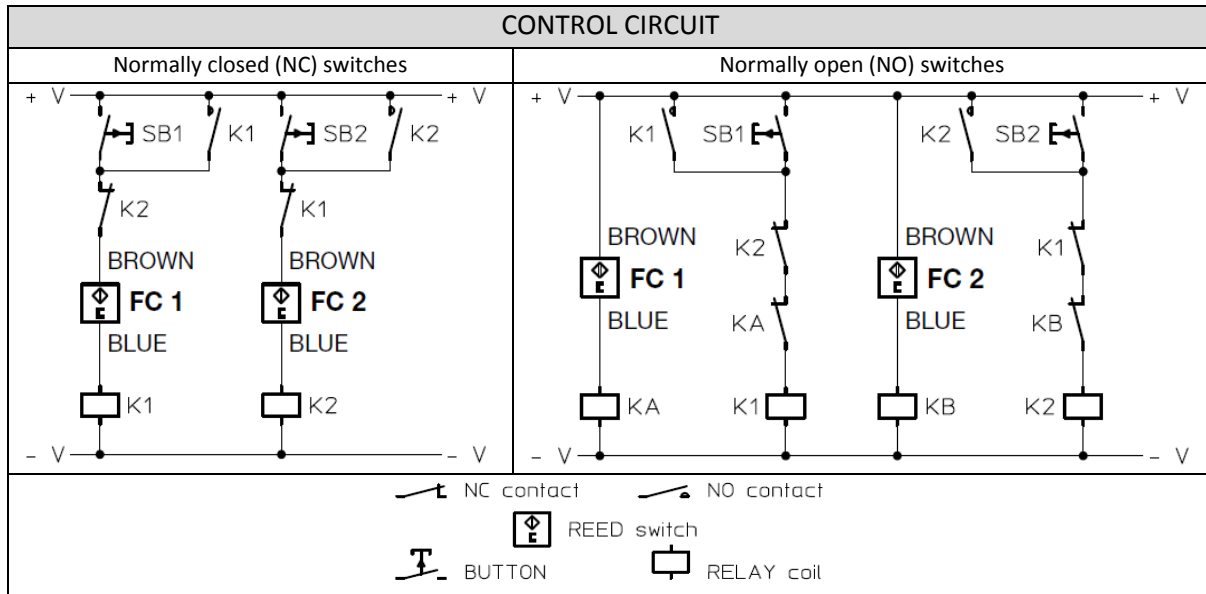 CONTROL CIRCUIT
Normally closed (NC) switches
Normally open (NO) switches
+ V + V
SB1 K1 SB2 K2
K2 K1
BROWN BROWN
FC 1 FC 2
BLUE BLUE
K1 K2
- V - V
+ V + V
K1 SB1 K2 SB2
BROWN K2 BROWN K1
FC 1 FC 2
BLUE KA BLUE KB
KA K1 KB K2
- V - V
NC contact NO contact
REED switch
BUTTON RELAY coil